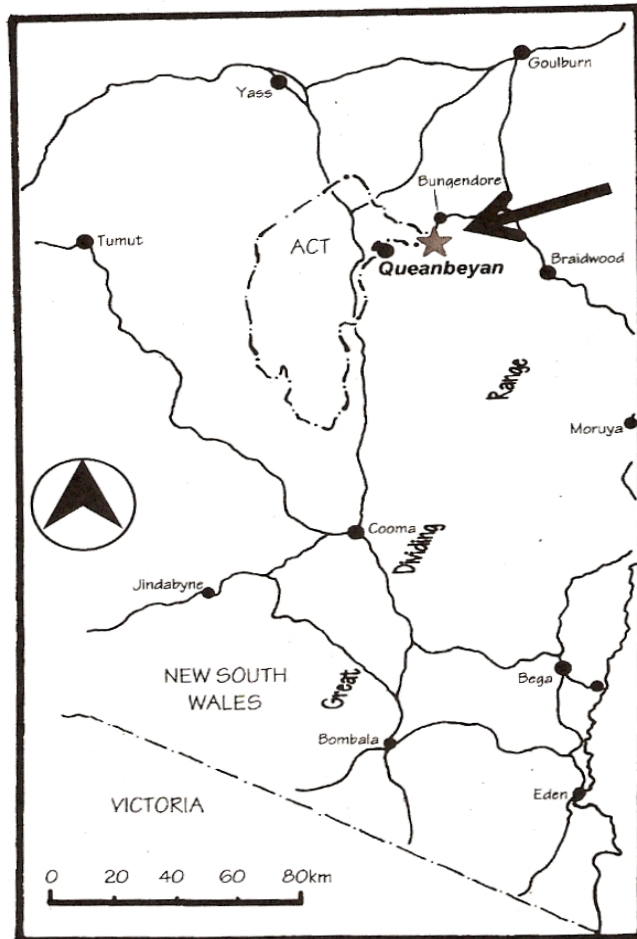 Goulburn
Yass
Bungendore
Tumut
ACT
Queanbeyan
Braidwood
Range
Moruya
Cooma
Dividing
Jindabyne
NEW SOUTH
WALES
Great
Bega
Bombala
Eden
VICTORIA
0 20 40 60 80km